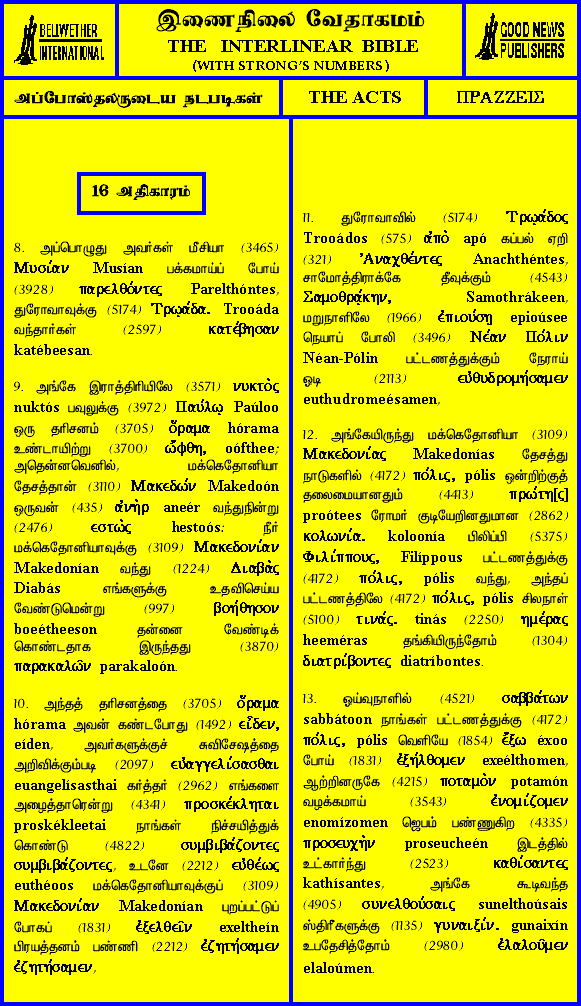 BELLWETHER
INTERNATIONAL
இணைநிலை வேதாகமம்
THE INTERLINEAR BIBLE
(WITH STRONG'S NUMBERS)
GOOD NEWS
PUBLISHERS
அப்போஸ்தலருடைய நடபடிகள்
THE ACTS
ΠΡΑΖΖΕΙΣ
16 அதிகாரம்
8. அப்பொழுது அவர்கள் மீசியா (3465)
Μυσίαν Musían பக்கமாய்ப் போய்
(3928) παρελθόντες Parelthóntes,
துரோவாவுக்கு (5174) Τρῳάδα. Trooáda
வந்தார்கள் (2597) κατέβησαν
katébeesan.
9. அங்கே இராத்திரியிலே (3571) νυκτὸς
nuktós பவுலுக்கு (3972) Παύλῳ Paúloo
ஒரு தரிசனம் (3705) ὅραμα hórama
உண்டாயிற்று (3700) ὤφθη, oófthee;
அதென்னவெனில், மக்கெதோனியா
தேசத்தான் (3110) Μακεδών Makedoón
ஒருவன் (435) ἀνὴρ aneér வந்துநின்று
(2476) εστὼς hestoós: நீர்
மக்கெதோனியாவுக்கு (3109) Μακεδονίαν
Makedonían வந்து (1224) Διαβὰς
Diabás எங்களுக்கு உதவிசெய்ய
வேண்டுமென்று (997) βοήθησον
boeétheeson தன்னை வேண்டிக்
கொண்டதாக இருந்தது (3870)
παρακαλῶν parakaloón.
10. அந்தத் தரிசனத்தை (3705) ὅραμα
hórama அவன் கண்டபோது (1492) εἶδεν,
eíden, அவர்களுக்குச் சுவிசேஷத்தை
அறிவிக்கும்படி (2097) εὐαγγελίσασθαι
euangelísasthai கர்த்தர் (2962) எங்களை
அழைத்தாரென்று (4341) προσκέκληται
proskékleetai நாங்கள் நிச்சயித்துக்
கொண்டு (4822) συμβιβάζοντες
συμβιβάζοντες, உடனே (2212) εὐθέως
euthéoos மக்கெதோனியாவுக்குப் (3109)
Μακεδονίαν Makedonían புறப்பட்டுப்
போகப் (1831) ἐξελθεῖν exeltheín
பிரயத்தனம் பண்ணி (2212) ἐζητήσαμεν
ἐζητήσαμεν,
11. துரோவாவில் (5174) Τρῳάδος
Trooádos (575) ἀπὸ apó கப்பல் ஏறி
(321) Ἀναχθέντες Anachthéntes,
சாமோத்திராக்கே தீவுக்கும் (4543)
Σαμοθράκην, Samothrákeen,
மறுநாளிலே (1966) ἐπιούσῃ epioúsee
நெயாப் போலி (3496) Νέαν Πόλιν
Néan-Pólin பட்டணத்துக்கும் நேராய்
ஓடி (2113) εὐθυδρομήσαμεν
euthudromeésamen,
12. அங்கேயிருந்து மக்கெதோனியா (3109)
Μακεδονίας Makedonías தேசத்து
நாடுகளில் (4172) πόλις, pólis ஒன்றிற்குத்
தலைமையானதும் (4413) πρώτη[ς]
proótees ரோமர் குடியேறினதுமான (2862)
κολωνία. koloonía பிலிப்பி (5375)
Φιλίππους, Filíppous பட்டணத்துக்கு
(4172) πόλις, pólis வந்து, அந்தப்
பட்டணத்திலே (4172) πόλις, pólis சிலநாள்
(5100) τινάς. tinás (2250) ημέρας
heeméras தங்கியிருந்தோம் (1304)
διατρίβοντες diatríbontes.
13. ஓய்வுநாளில் (4521) σαββάτων
sabbátoon நாங்கள் பட்டணத்துக்கு (4172)
πόλις, pólis வெளியே (1854) ἔξω éxoo
போய் (1831) ἐξήλθομεν exeélthomen,
ஆற்றினருகே (4215) ποταμὸν potamón
வழக்கமாய் (3543) ἐνομίζομεν
enomízomen ஜெபம் பண்ணுகிற (4335)
προσευχὴν proseucheén இடத்தில்
உட்கார்ந்து (2523) καθίσαντες
kathísantes, அங்கே கூடிவந்த
(4905) συνελθούσαις sunelthoúsais
ஸ்திரீகளுக்கு (1135) γυναιξίν. gunaixín
உபதேசித்தோம் (2980) ἐλαλοῦμεν
elaloúmen.